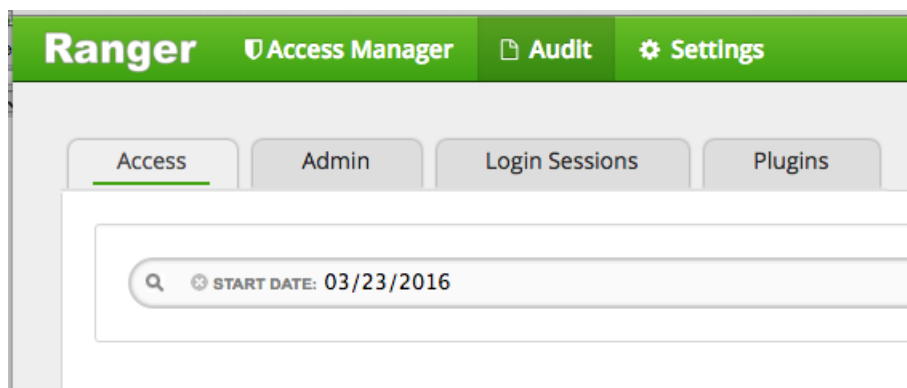 Ranger Access Manager Audit Settings
Access Admin Login Sessions Plugins
START DATE: 03/23/2016